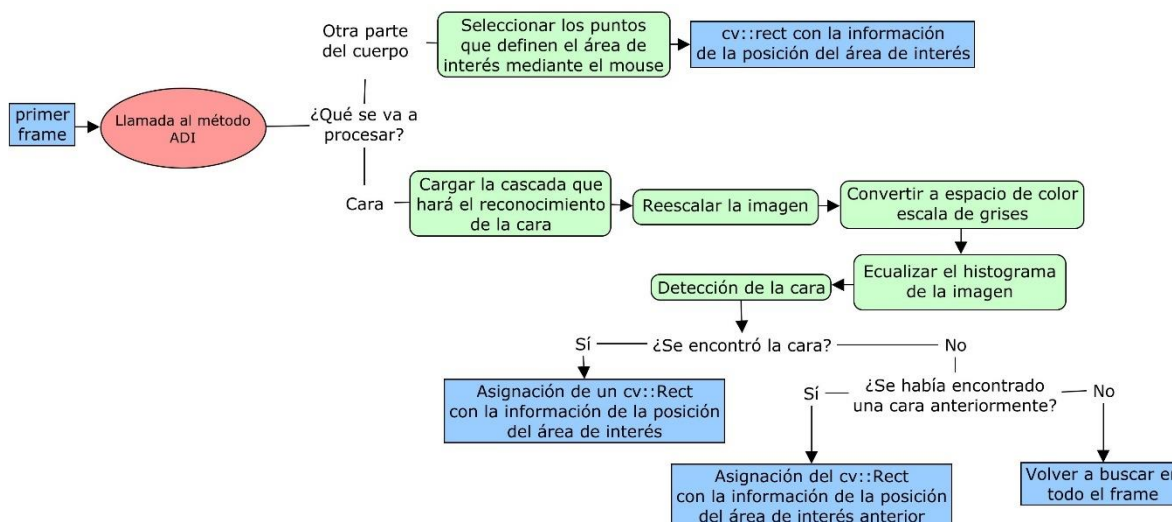 Otra parte
del cuerpo
Seleccionar los puntos
que definen el área de
interés mediante el mouse
cv::rect con la información
de la posición del área de interés
primer
frame
Llamada al método
ADI
¿Qué se va a
procesar?
Cara
Cargar la cascada que
hará el reconocimiento
de la cara
Reescalar la imagen
Convertir a espacio de color
escala de grises
Ecualizar el histograma
de la imagen
Detección de la cara
¿Se encontró la cara?
Sí
No
Asignación de un cv::Rect
con la información de la posición
del área de interés
¿Se había encontrado
una cara anteriormente?
Sí
No
Asignación del cv::Rect
con la información de la posición
del área de interés anterior
Volver a buscar en
todo el frame